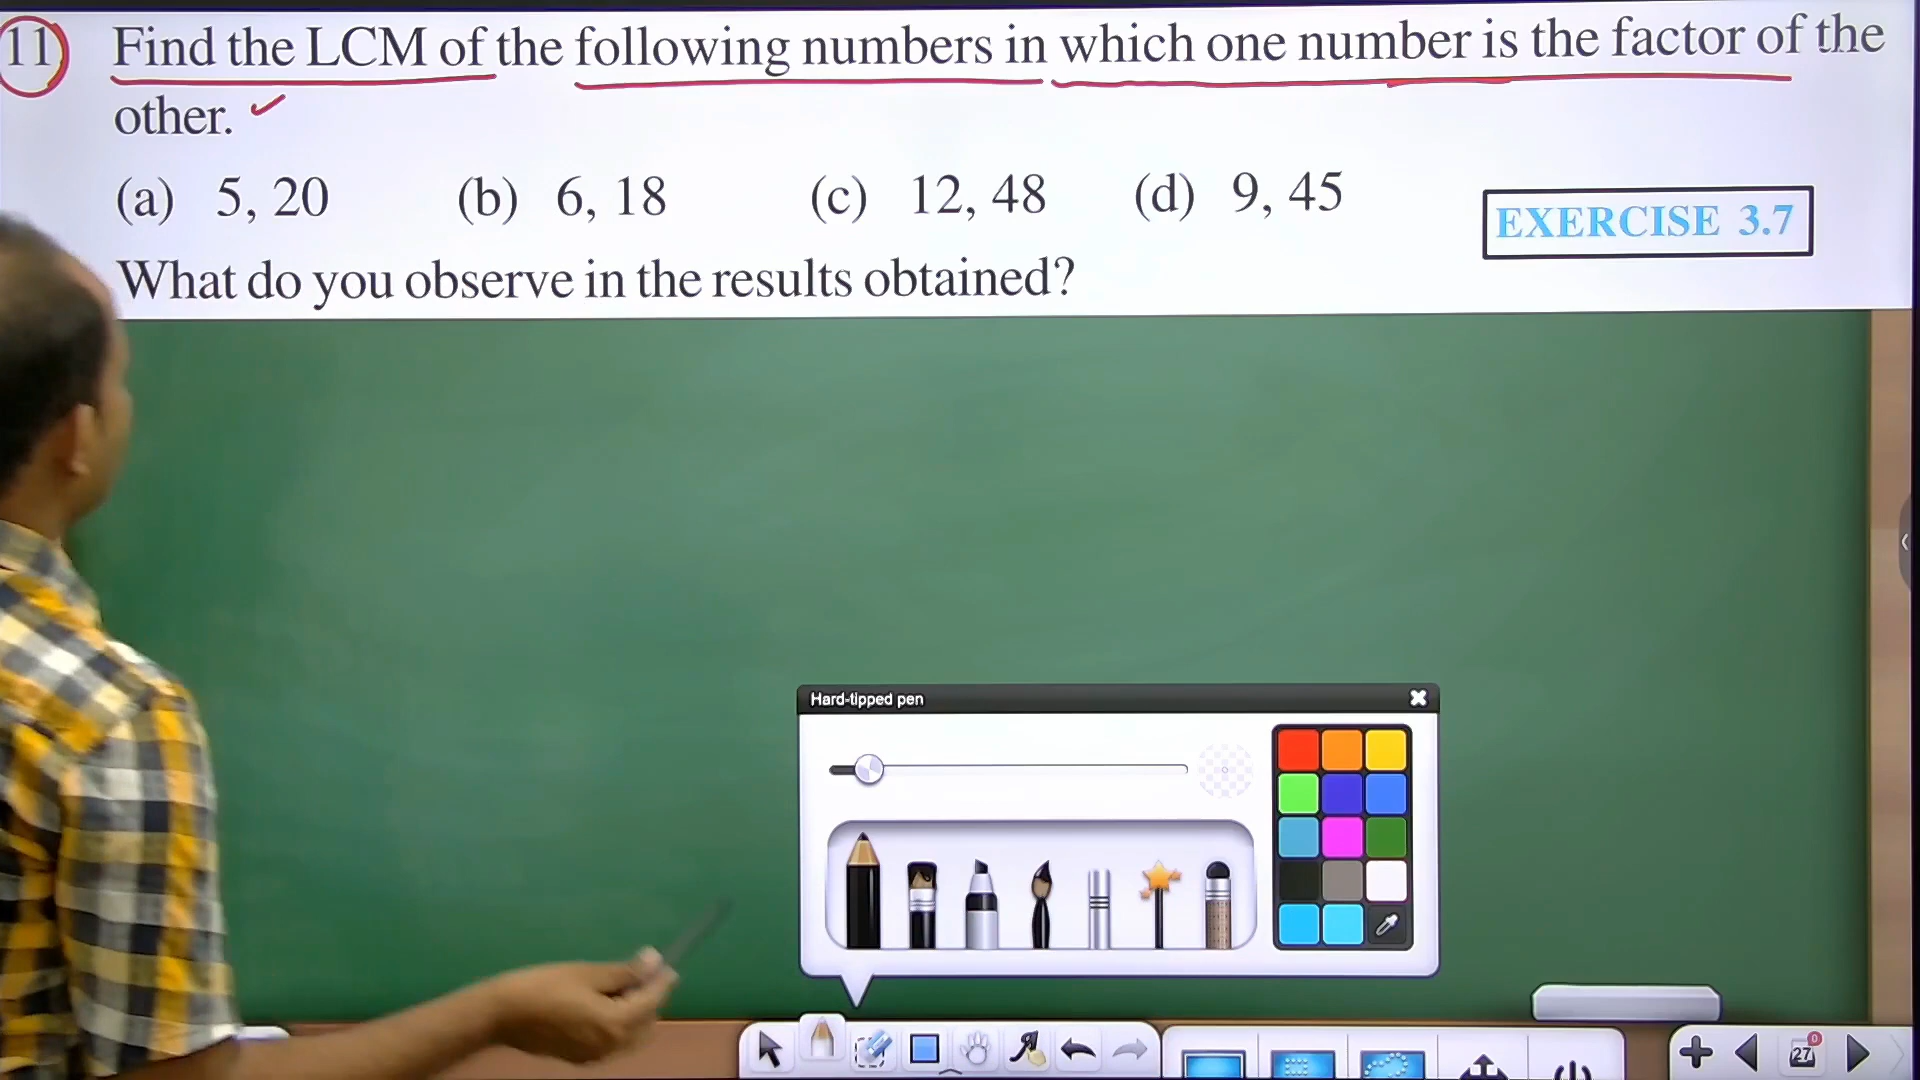 11 Find the LCM of the following numbers in which one number is the factor of the
other.
(a) 5, 20 (b) 6, 18 (c) 12, 48 (d) 9, 45
EXERCISE 3.7
What do you observe in the results obtained?
Hard-tipped pen
27
0